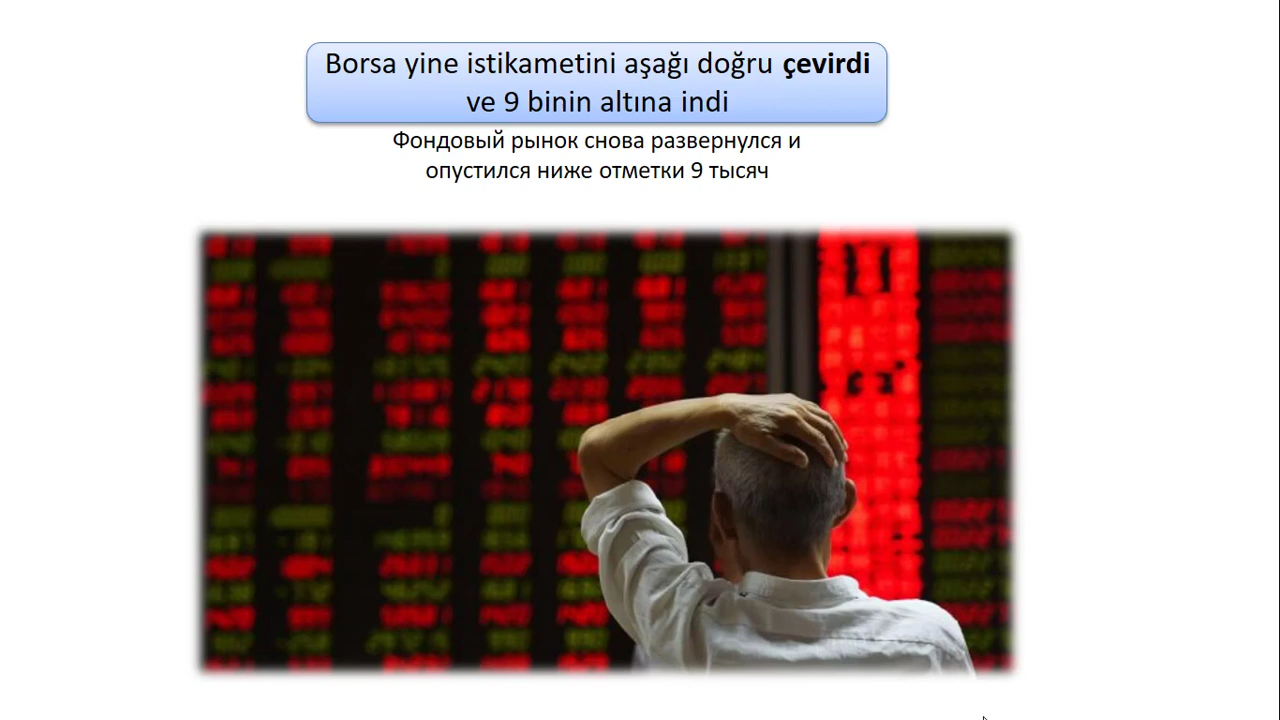 Borsa yine istikametini aşağı doğru çevirdi
ve 9 binin altına indi
Фондовый рынок снова развернулся и
опустился ниже отметки 9 тысяч